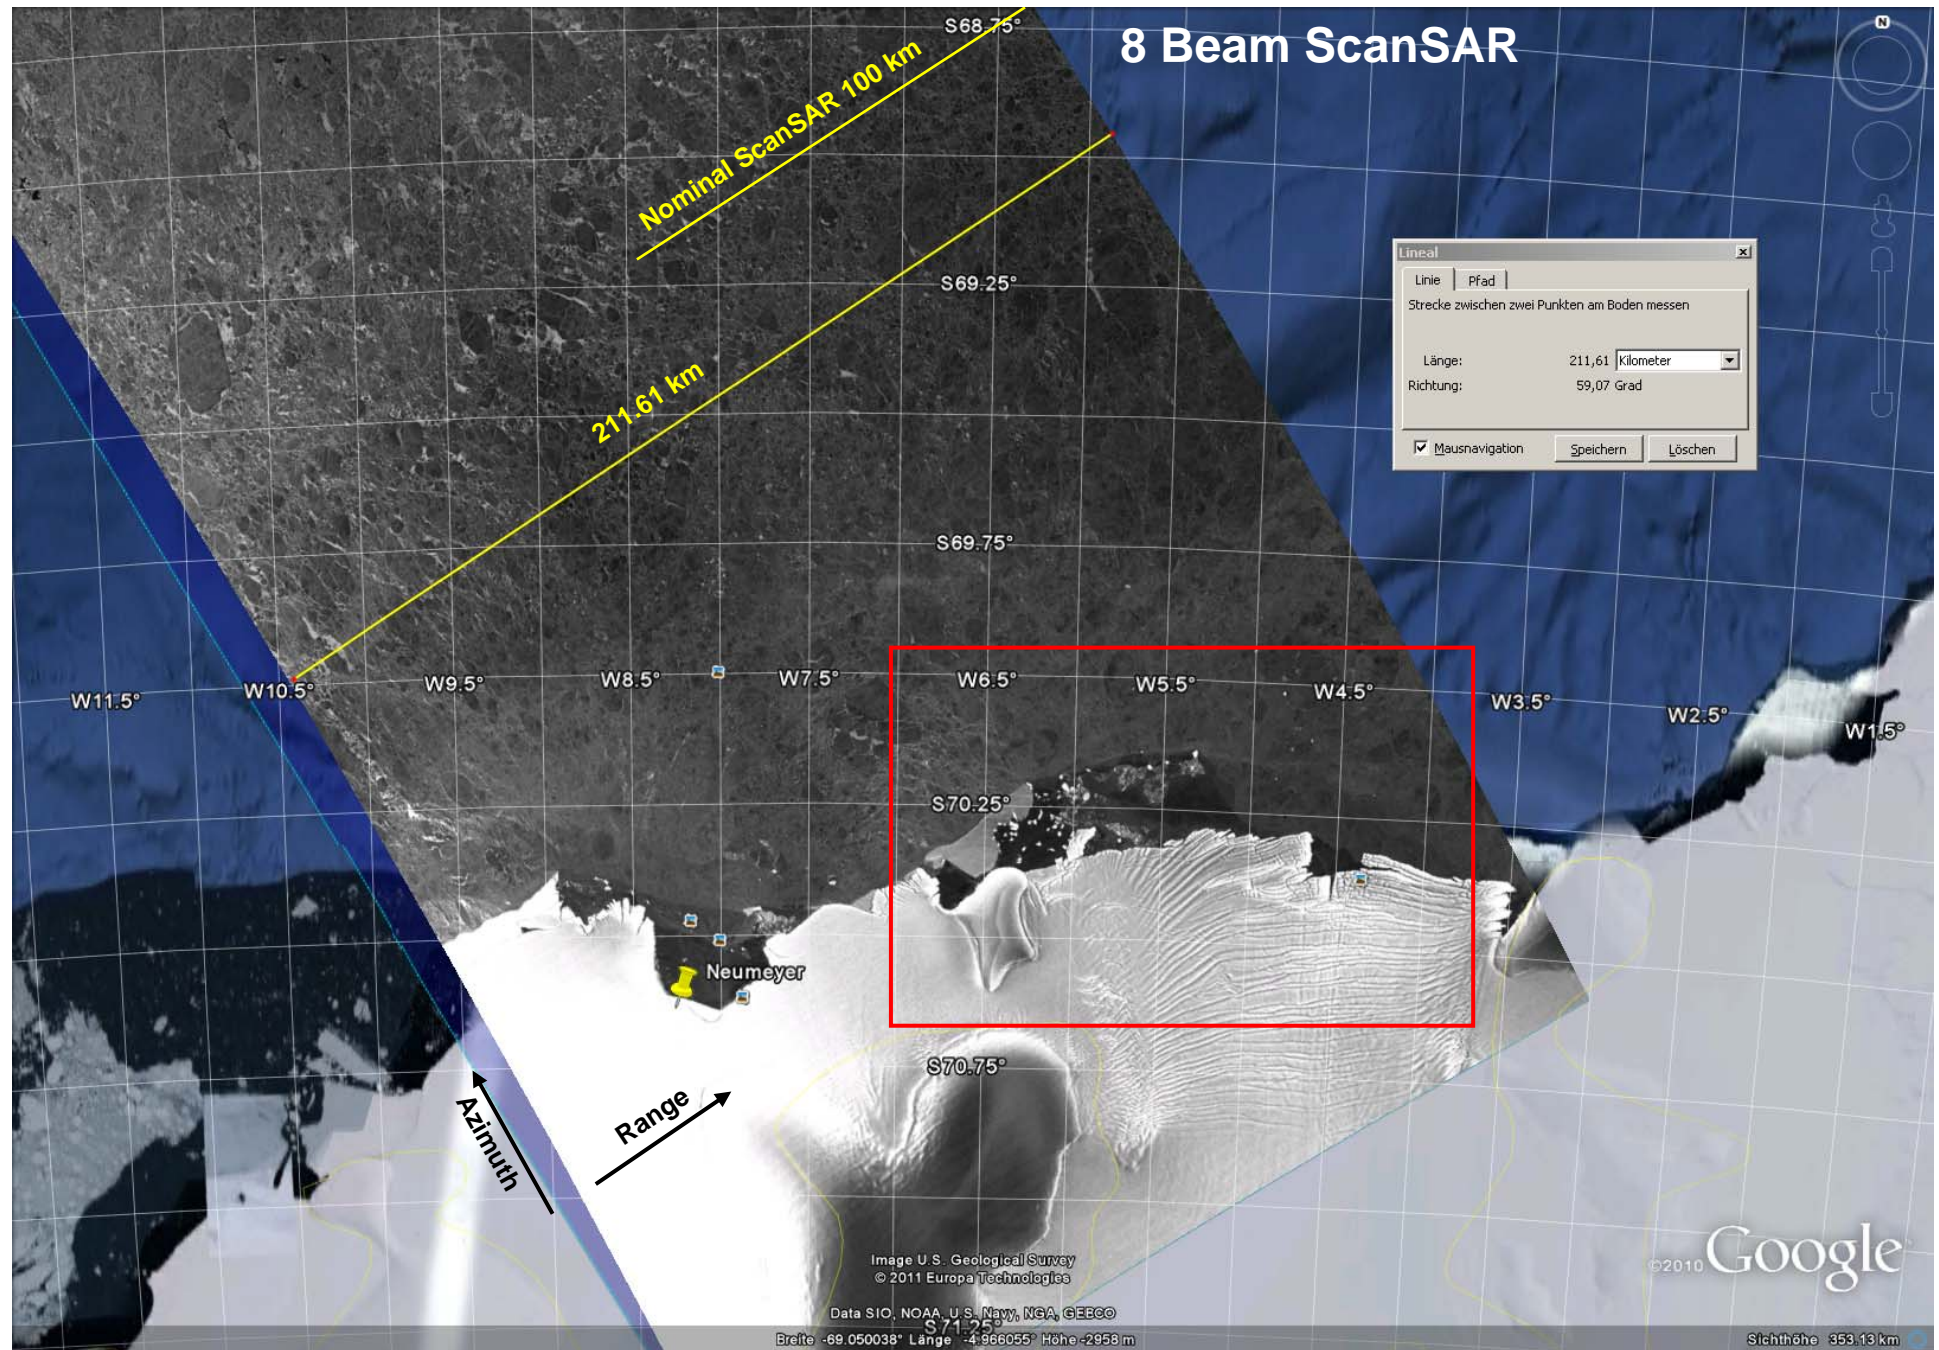 S68.75°
8 Beam ScanSAR
N
Nominal ScanSAR 100 km
Lineal
Linie
Pfad
Strecke zwischen zwei Punkten am Boden messen
Länge: 211,61 Kilometer
Richtung: 59,07 Grad
Mausnavigation
Speichern
Löschen
S69.25°
211.61 km
S69.75°
W11.5°
W10.5°
W9.5°
W8.5°
W7.5°
W6.5°
W5.5°
W4.5°
W3.5°
W2.5°
W1.5°
S70.25°
Neumeyer
S70.75°
Range
Azimuth
Image U.S. Geological Survey
© 2011 Europa Technologies
©2010 Google
Data SIO, NOAA, U.S. Navy, NGA, GEBCO
S71.25°
Breite -69.050038° Länge -4.966055° Höhe -2958 m
Sichthöhe 353.13 km